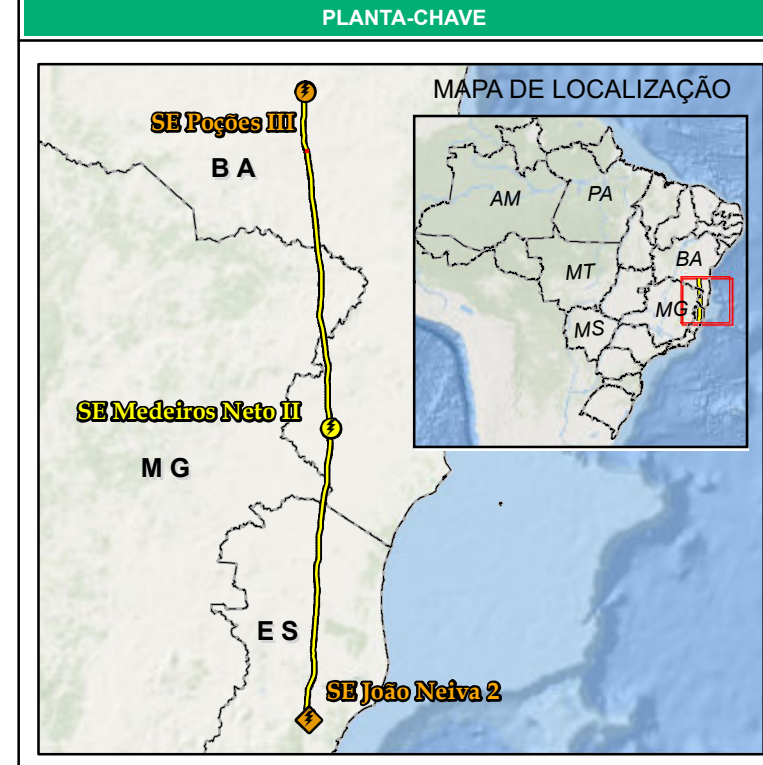 PLANTA-CHAVE
MAPA DE LOCALIZAÇÃO
SE Poções III
B A
AM
PA
BA
MT
MG
MS
SE Medeiros Neto II
M G
E S
SE João Neiva 2